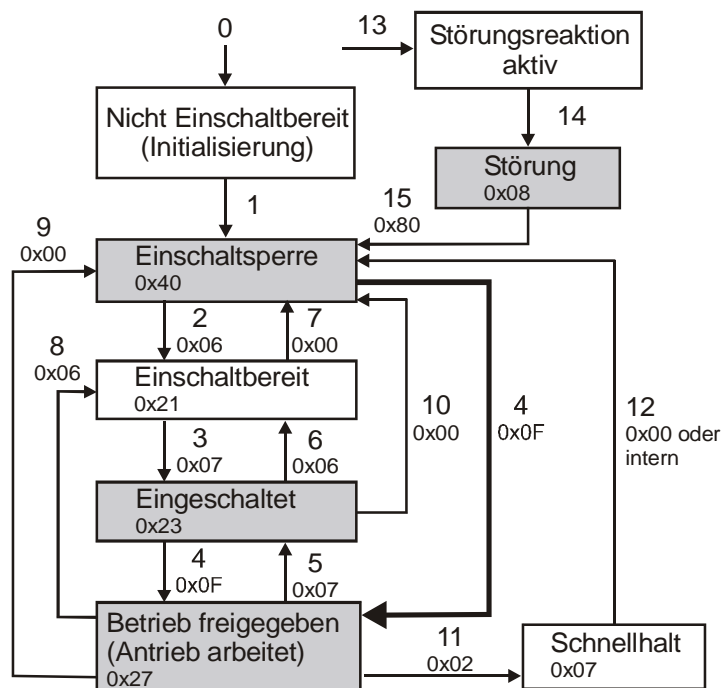 0
13
Störungsreaktion
aktiv
Nicht Einschaltbereit
(Initialisierung)
14
Störung
0x08
1
15
0x80
9
0x00
Einschaltsperre
0x40
2
0x06
7
0x00
8
0x06
Einschaltbereit
0x21
10
0x00
4
0x0F
12
0x00 oder
intern
3
0x07
6
0x06
Eingeschaltet
0x23
4
0x0F
5
0x07
Betrieb freigegeben
(Antrieb arbeitet)
0x27
11
0x02
Schnellhalt
0x07